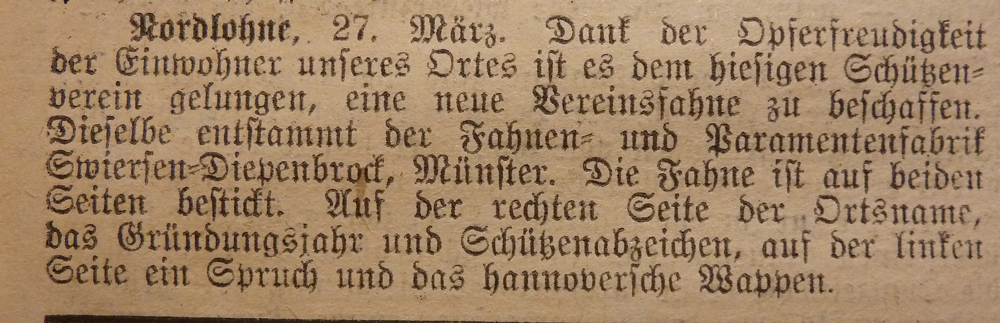 Nordlohne, 27. März. Dank der Opferfreudigkeit
der Einwohner unseres Ortes ist es dem hiesigen Schützen-
verein gelungen, eine neue Vereinsfahne zu beschaffen.
Dieselbe entstammt der Fahnen- und Paramentenfabrik
Swiersen-Diepenbrock, Münster. Die Fahne ist auf beiden
Seiten bestickt. Auf der rechten Seite der Ortsname,
das Gründungsjahr und Schützenabzeichen, auf der linken
Seite ein Spruch und das hannoversche Wappen.